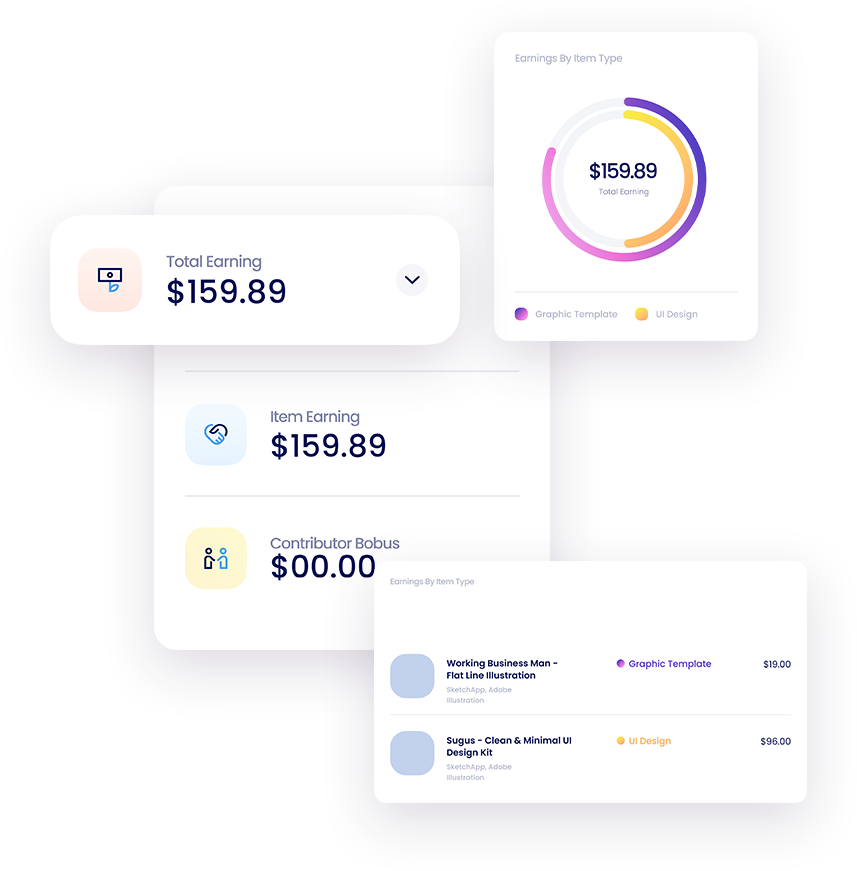 Earnings By Item Type
$159.89
Total Earning
Graphic Template
UI Design
Total Earning
$159.89
Item Earning
$159.89
Contributor Bobus
$00.00
Earnings By Item Type
Working Business Man -
Flat Line Illustration
SketchApp, Adobe
Illustration
Graphic Template
$19.00
Sugus - Clean & Minimal UI
Design Kit
SketchApp, Adobe
Illustration
UI Design
$96.00